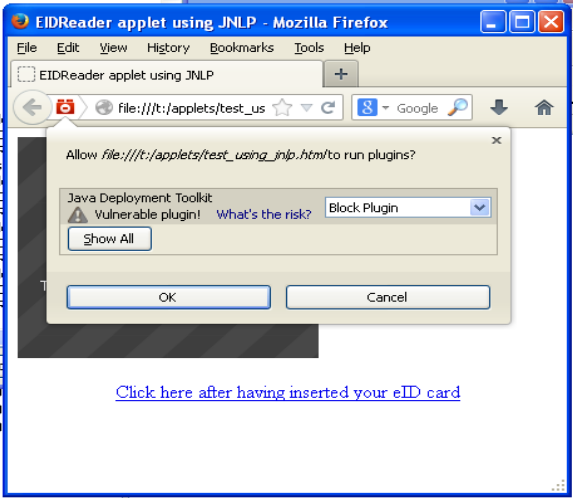 EIDReader applet using JNLP - Mozilla Firefox
File Edit View History Bookmarks Tools Help
EIDReader applet using JNLP +
file:///t:/applets/test_us 8 Google
Allow file:///t:/applets/test_using_jnlp.htm/to run plugins?
Java Deployment Toolkit
Vulnerable plugin! What's the risk? Block Plugin
Show All
T
OK Cancel
Click here after having inserted your eID card